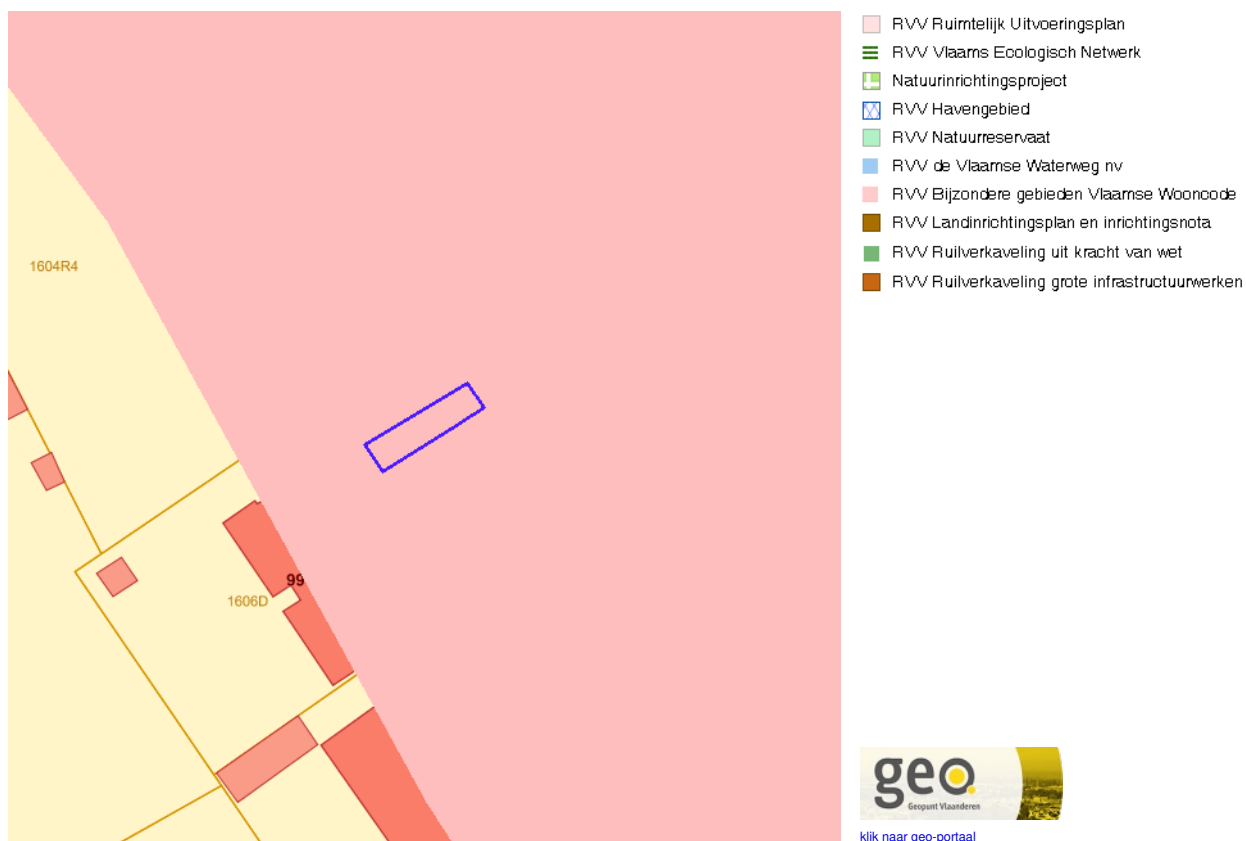 RVV Ruimtelijk Uitvoeringsplan
RVV Vlaams Ecologisch Netwerk
Natuurinrichtingsproject
RVV Havengebied
RVV Natuurreservaat
RVV de Vlaamse Waterweg nv
RVV Bijzondere gebieden Vlaamse Wooncode
RVV Landinrichtingsplan en inrichtingsnota
RVV Ruilverkaveling uit kracht van wet
RVV Ruilverkaveling grote infrastructuurwerken
1604R4
99
1606D
geo
Geopunt Vlaanderen
klik naar geo-portaal